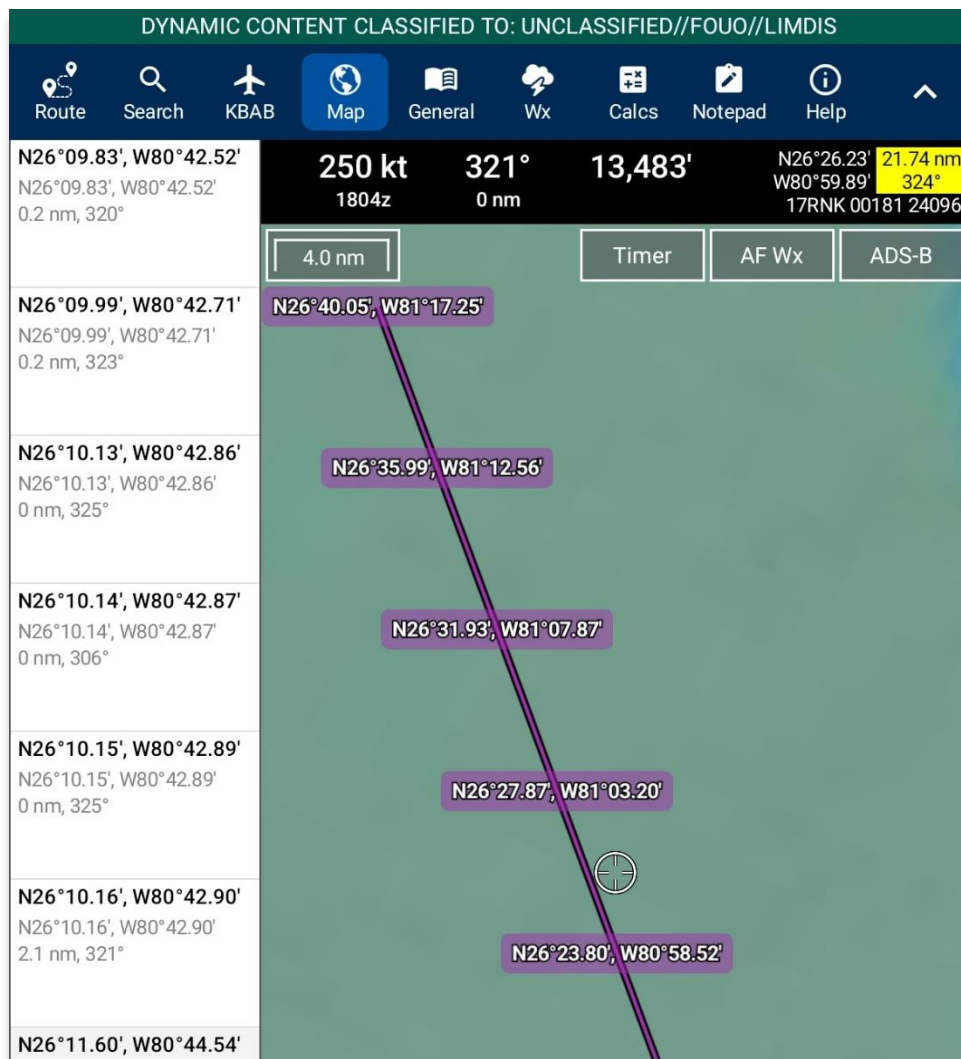 DYNAMIC CONTENT CLASSIFIED TO: UNCLASSIFIED//FOUO//LIMDIS
Route Search KBAB Map General Wx Calcs Notepad Help
N26°09.83', W80°42.52'
N26°09.83', W80°42.52'
0.2 nm, 320°
N26°09.99', W80°42.71'
N26°09.99', W80°42.71'
0.2 nm, 323°
N26°10.13', W80°42.86'
N26°10.13', W80°42.86'
0 nm, 325°
N26°10.14', W80°42.87'
N26°10.14', W80°42.87'
0 nm, 306°
N26°10.15', W80°42.89'
N26°10.15', W80°42.89'
0 nm, 325°
N26°10.16', W80°42.90'
N26°10.16', W80°42.90'
2.1 nm, 321°
N26°11.60', W80°44.54'
250 kt 321° 13,483'
1804z 0 nm
N26°26.23' 21.74 nm
W80°59.89' 324°
17RNK 00181 24096
4.0 nm Timer AF Wx ADS-B
N26°40.05', W81°17.25'
N26°35.99', W81°12.56'
N26°31.93', W81°07.87'
N26°27.87', W81°03.20'
N26°23.80', W80°58.52'